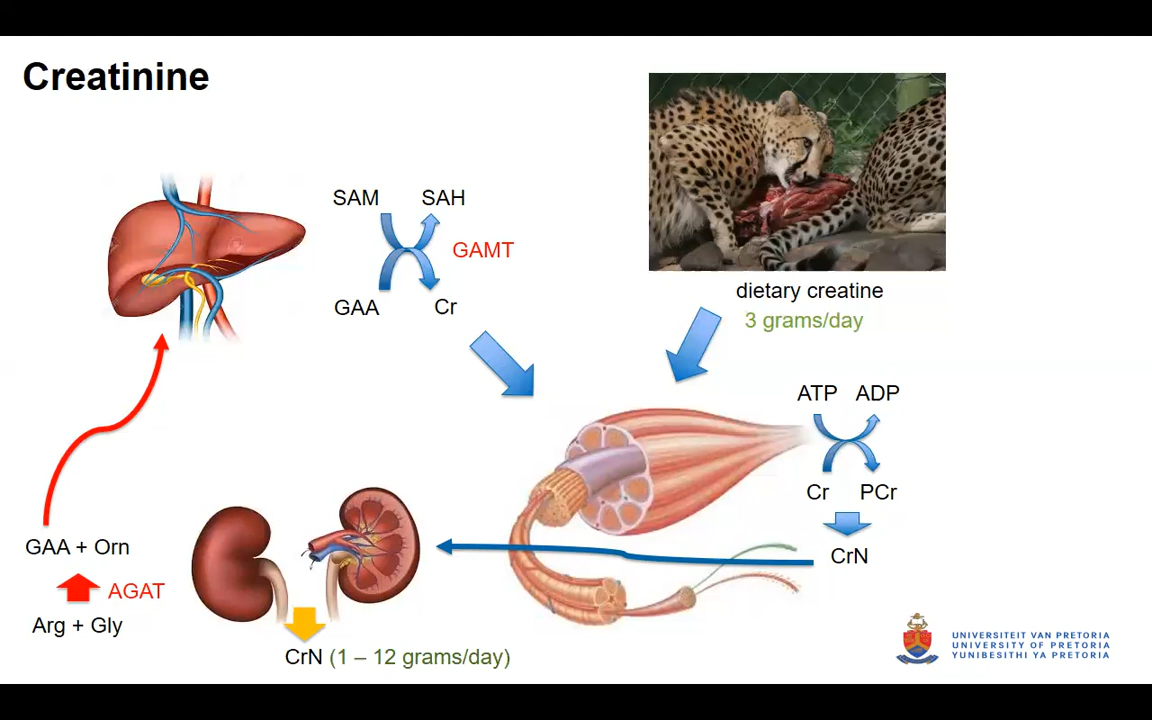 Creatinine
SAM SAH
GAMT
GAA Cr
dietary creatine
3 grams/day
ATP ADP
Cr PCr
CrN
GAA + Orn
AGAT
Arg + Gly
CrN (1 – 12 grams/day)
UNIVERSITEIT VAN PRETORIA
UNIVERSITY OF PRETORIA
YUNIBESITHI YA PRETORIA